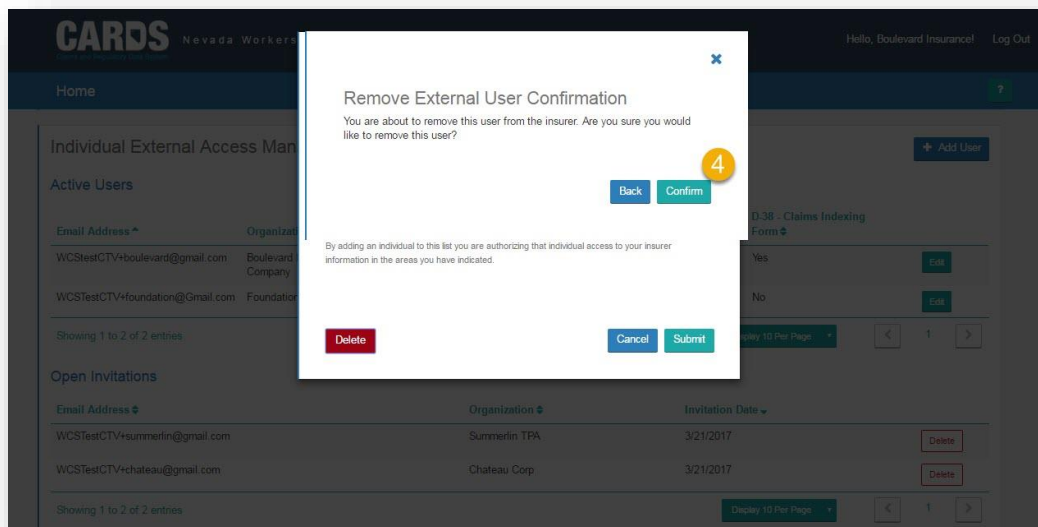 CARDS Nevada Workers
Hello, Boulevard Insurance! Log Out
Home
?
×
Remove External User Confirmation
You are about to remove this user from the insurer. Are you sure you would
like to remove this user?
4
Back Confirm
By adding an individual to this list you are authorizing that individual access to your insurer
information in the areas you have indicated.
Delete Cancel Submit
Individual External Access Man
+ Add User
Active Users
Email Address Organizati D-38 - Claims Indexing
Form
WCStestCTV+boulevard@gmail.com Boulevard Yes Edit
Company
WCSTestCTV+foundation@Gmail.com Foundation No Edit
Showing 1 to 2 of 2 entries
isplay 10 Per Page < 1 >
Open Invitations
Email Address Organization Invitation Date
WCSTestCTV+summerlin@gmail.com Summerlin TPA 3/21/2017 Delete
WCSTestCTV+chateau@gmail.com Chateau Corp 3/21/2017 Delete
Showing 1 to 2 of 2 entries Display 10 Per Page < 1 >